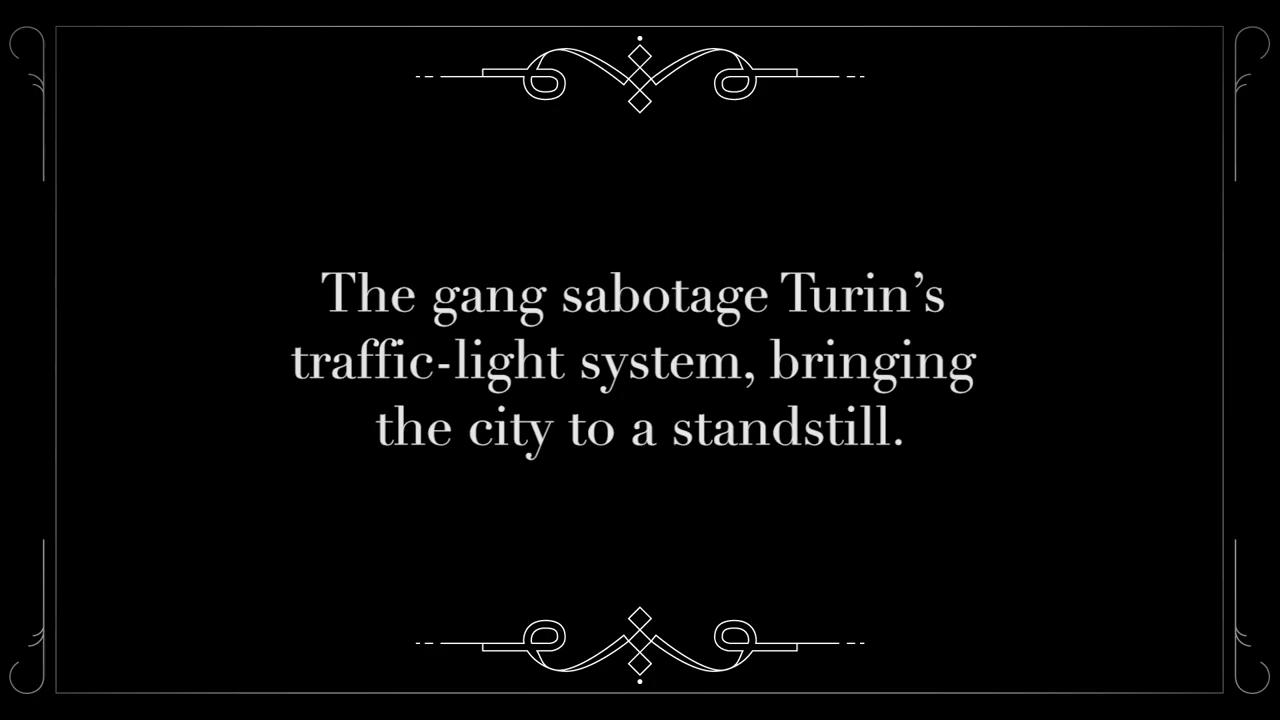 The gang sabotage Turin’s
traffic-light system, bringing
the city to a standstill.